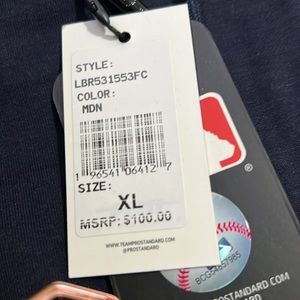 STYLE:
LBR531553FC
COLOR:
MDN
1 96541 06412 7
SIZE:
XL
MSRP: $100.00
WWW.TEAMPROSTANDARD.COM
@PROSTANDARD